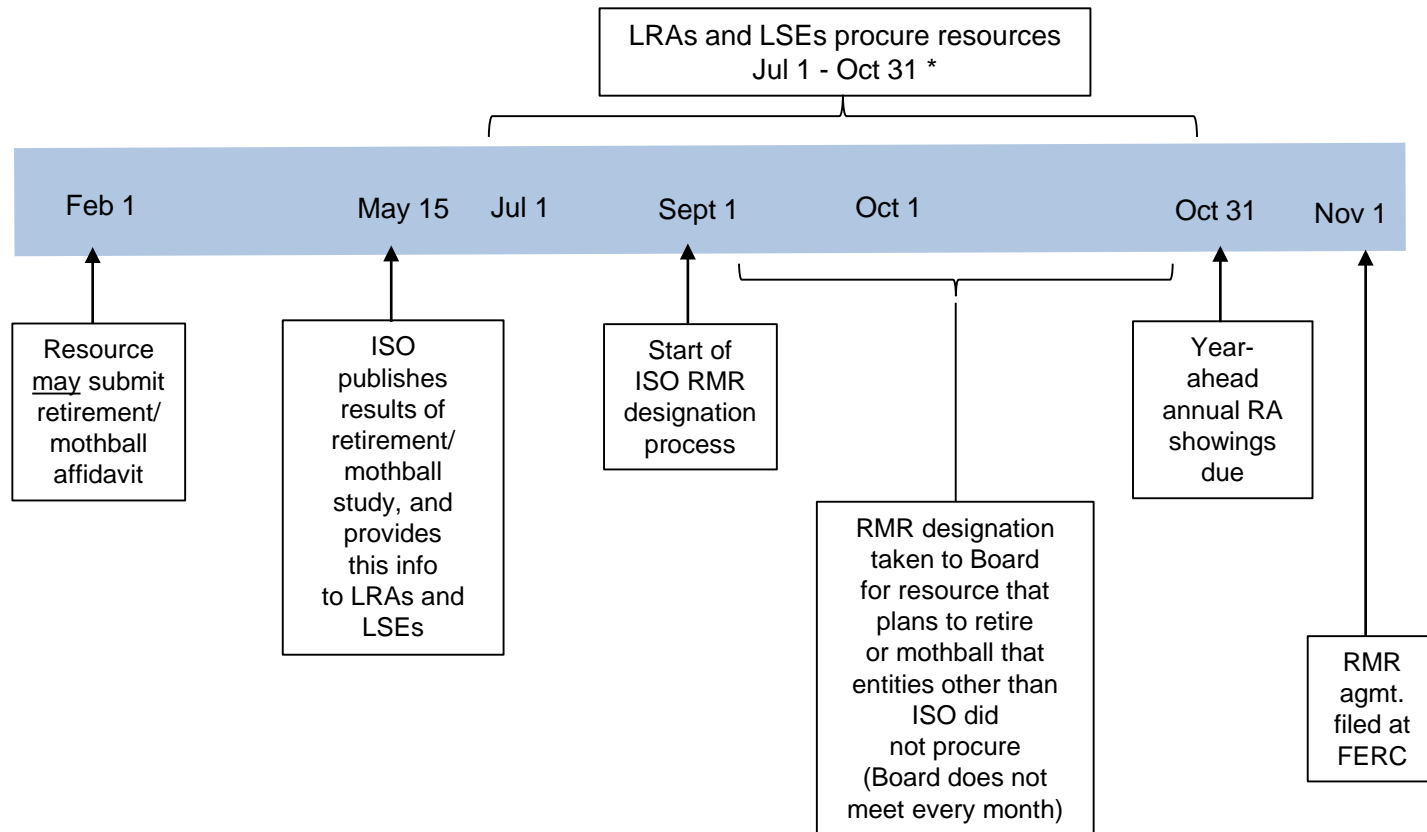 LRAs and LSEs procure resources
Jul 1 - Oct 31 *
Feb 1
May 15
Jul 1
Sept 1
Oct 1
Oct 31
Nov 1
Resource
may submit
retirement/
mothball
affidavit
ISO
publishes
results of
retirement/
mothball
study, and
provides
this info
to LRAs and
LSEs
Start of
ISO RMR
designation
process
RMR designation
taken to Board
for resource that
plans to retire
or mothball that
entities other than
ISO did
not procure
(Board does not
meet every month)
Year-
ahead
annual RA
showings
due
RMR
agmt.
filed at
FERC